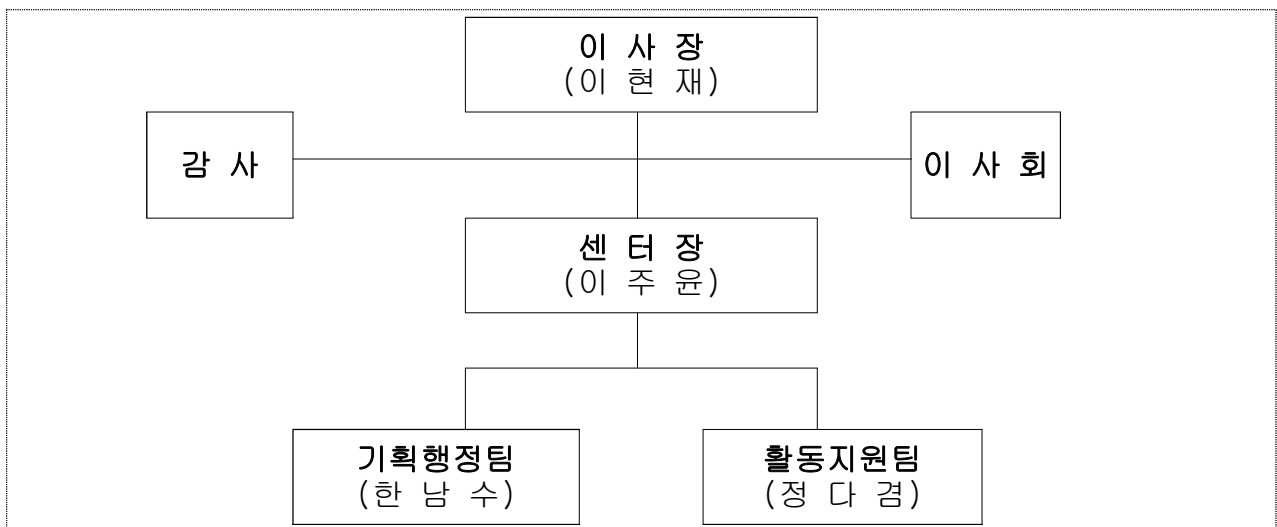 이 사 장
(이 현 재)
감 사
이 사 회
센 터 장
(이 주 윤)
기획행정팀
(한 남 수)
활동지원팀
(정 다 겸)